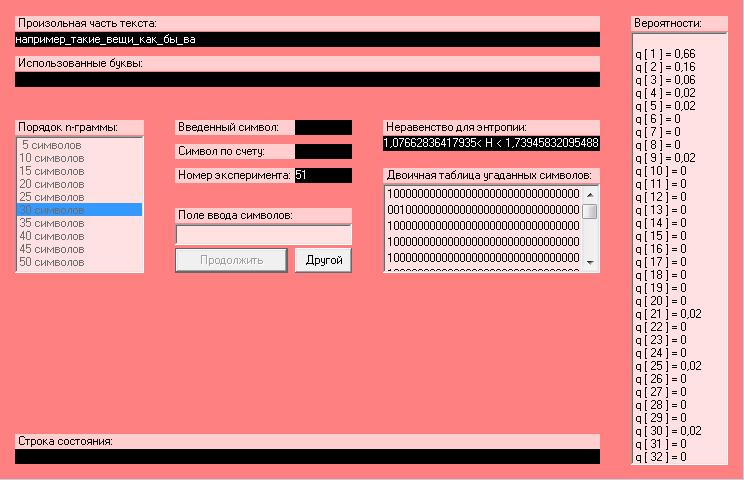 Произольная часть текста:
например_такие_вещи_как_бы_ва
Использованные буквы:
Порядок n-граммы:
5 символов
10 символов
15 символов
20 символов
25 символов
30 символов
35 символов
40 символов
45 символов
50 символов
Введенный символ:
Символ по счету:
Номер эксперимента: 51
Поле ввода символов:
Продолжить Другой
Неравенство для энтропии:
1,07662836417935< H < 1,73945832095488
Двоичная таблица угаданных символов:
10000000000000000000000000000000
00100000000000000000000000000000
10000000000000000000000000000000
10000000000000000000000000000000
10000000000000000000000000000000
Строка состояния:
Вероятности:
q [ 1 ] = 0,66
q [ 2 ] = 0,16
q [ 3 ] = 0,06
q [ 4 ] = 0,02
q [ 5 ] = 0,02
q [ 6 ] = 0
q [ 7 ] = 0
q [ 8 ] = 0
q [ 9 ] = 0,02
q [ 10 ] = 0
q [ 11 ] = 0
q [ 12 ] = 0
q [ 13 ] = 0
q [ 14 ] = 0
q [ 15 ] = 0
q [ 16 ] = 0
q [ 17 ] = 0
q [ 18 ] = 0
q [ 19 ] = 0
q [ 20 ] = 0
q [ 21 ] = 0,02
q [ 22 ] = 0
q [ 23 ] = 0
q [ 24 ] = 0
q [ 25 ] = 0,02
q [ 26 ] = 0
q [ 27 ] = 0
q [ 28 ] = 0
q [ 29 ] = 0
q [ 30 ] = 0,02
q [ 31 ] = 0
q [ 32 ] = 0